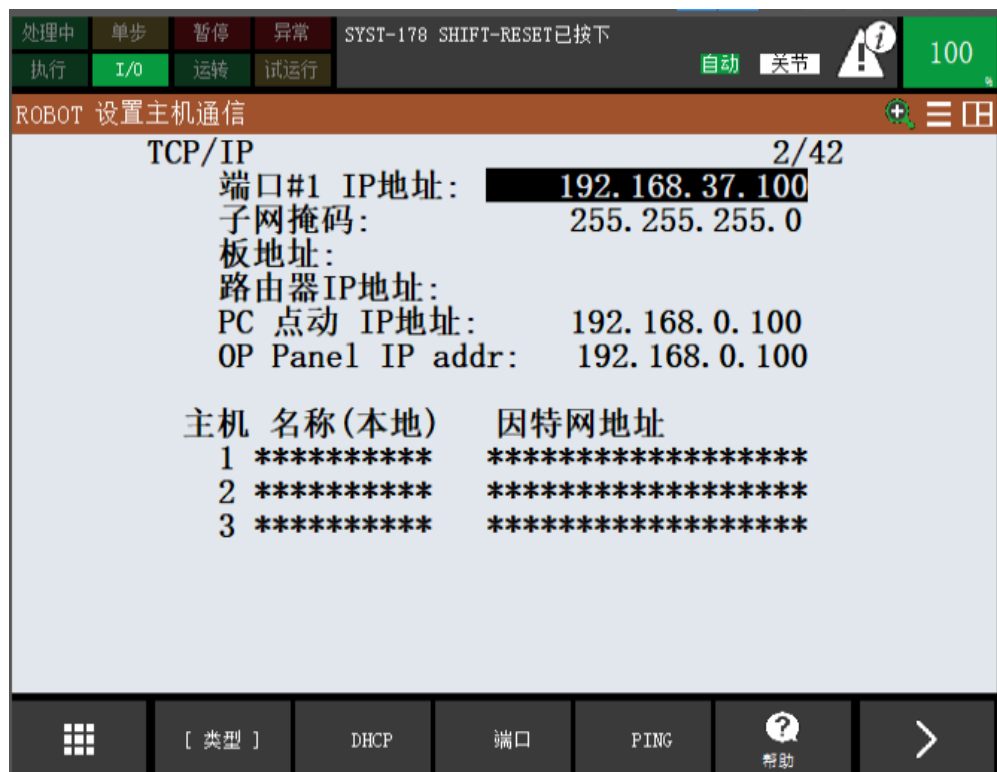 处理中 单步 暂停 异常 SYST-178 SHIFT-RESET已按下
执行 I/O 运转 试运行 自动 关节 100 %
ROBOT 设置主机通信
TCP/IP 2/42
端口#1 IP地址: 192.168.37.100
子网掩码: 255.255.255.0
板地址:
路由器IP地址:
PC 点动 IP地址: 192.168.0.100
OP Panel IP addr: 192.168.0.100
主机 名称(本地) 因特网地址
1 ********** ******************
2 ********** ******************
3 ********** ******************
[ 类型 ] DHCP 端口 PING 帮助